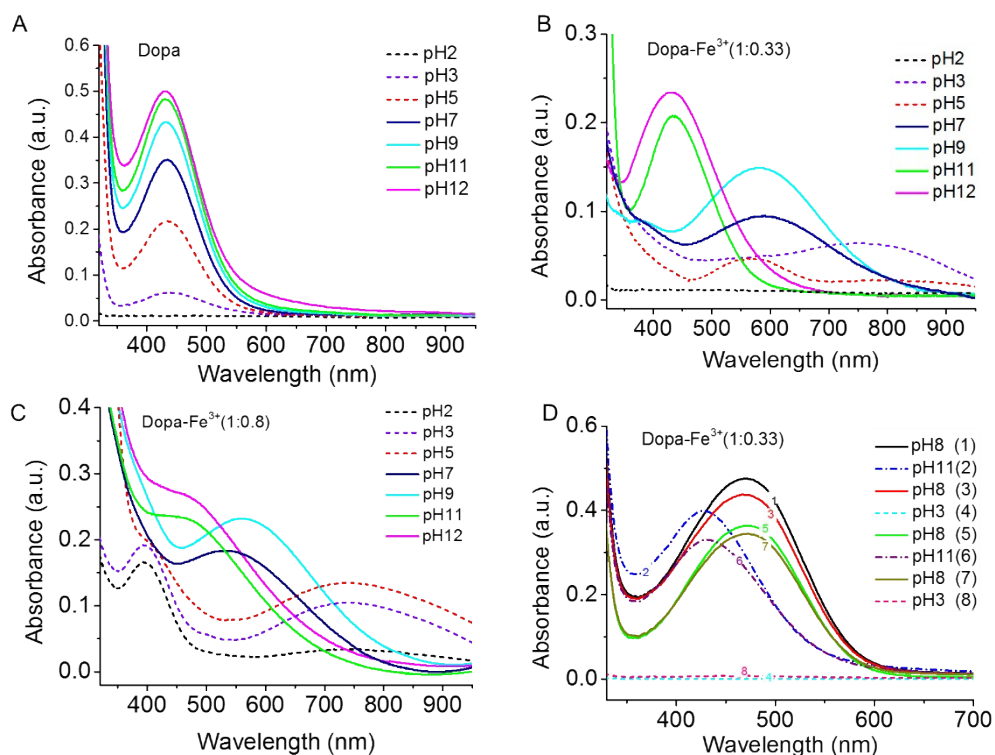 A
Dopa
0.6
0.5
0.4
0.3
0.2
0.1
0.0
Absorbance (a.u.)
400 500 600 700 800 900
Wavelength (nm)
pH2
pH3
pH5
pH7
pH9
pH11
pH12
B
Dopa-Fe³⁺(1:0.33)
0.3
0.2
0.1
0.0
Absorbance (a.u.)
400 500 600 700 800 900
Wavelength (nm)
pH2
pH3
pH5
pH7
pH9
pH11
pH12
C
Dopa-Fe³⁺(1:0.8)
0.4
0.3
0.2
0.1
0.0
Absorbance (a.u.)
400 500 600 700 800 900
Wavelength (nm)
pH2
pH3
pH5
pH7
pH9
pH11
pH12
D
Dopa-Fe³⁺(1:0.33)
0.6
0.5
0.4
0.3
0.2
0.1
0.0
Absorbance (a.u.)
400 500 600 700
Wavelength (nm)
1
2
3
5
7
6
8
4
pH8 (1)
pH11(2)
pH8 (3)
pH3 (4)
pH8 (5)
pH11(6)
pH8 (7)
pH3 (8)